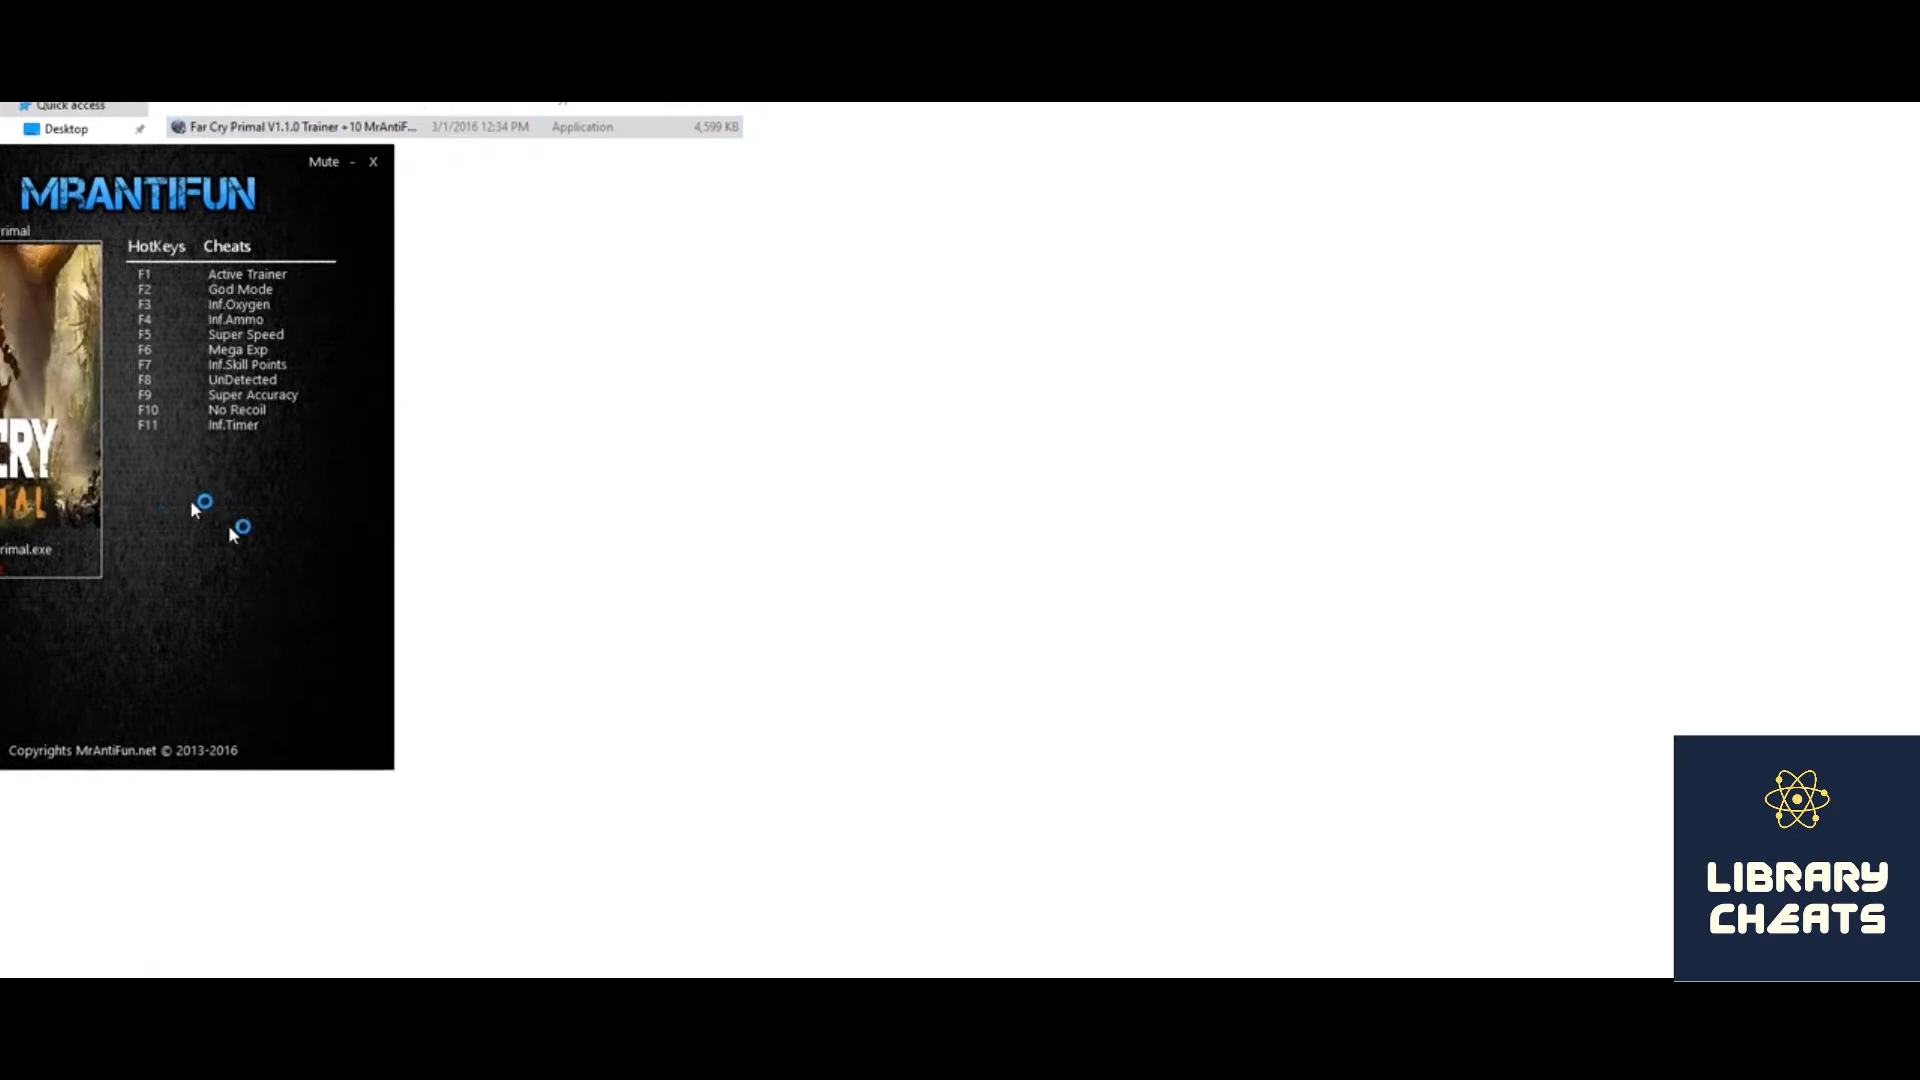 Quick access
Desktop
Far Cry Primal V1.1.0 Trainer +10 MrAntiF... 3/1/2016 12:34 PM Application 4,599 KB
Mute - X
MRANTIFUN
rimal
HotKeys Cheats
F1 Active Trainer
F2 God Mode
F3 Inf.Oxygen
F4 Inf.Ammo
F5 Super Speed
F6 Mega Exp
F7 Inf.Skill Points
F8 UnDetected
F9 Super Accuracy
F10 No Recoil
F11 Inf.Timer
CRY
MAL
rimal.exe
Copyrights MrAntiFun.net © 2013-2016
LIBRARY
CHEATS